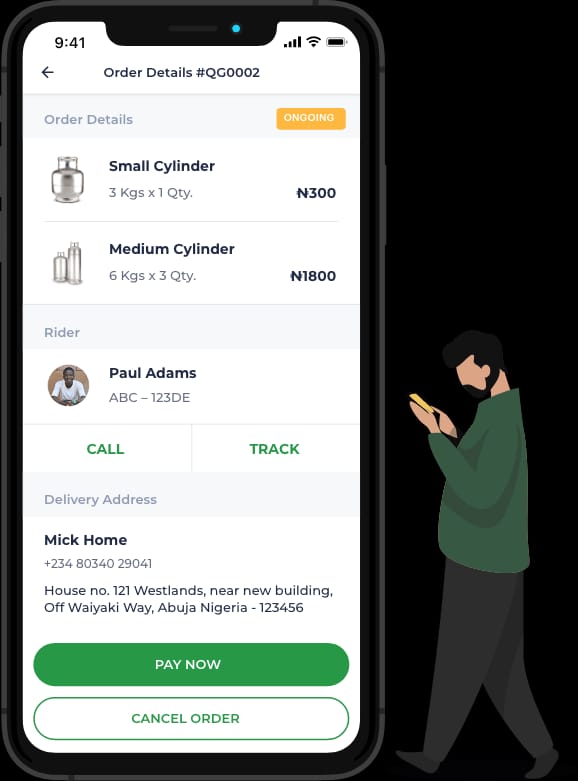 9:41
Order Details #QG0002
Order Details
ONGOING
Small Cylinder
3 Kgs x 1 Qty.
₦300
Medium Cylinder
6 Kgs x 3 Qty.
₦1800
Rider
Paul Adams
ABC – 123DE
CALL
TRACK
Delivery Address
Mick Home
+234 80340 29041
House no. 121 Westlands, near new building,
Off Waiyaki Way, Abuja Nigeria - 123456
PAY NOW
CANCEL ORDER